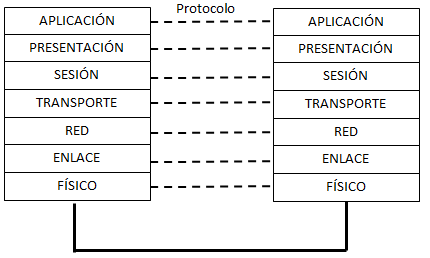 Protocolo
APLICACIÓN APLICACIÓN
PRESENTACIÓN PRESENTACIÓN
SESIÓN SESIÓN
TRANSPORTE TRANSPORTE
RED RED
ENLACE ENLACE
FÍSICO FÍSICO